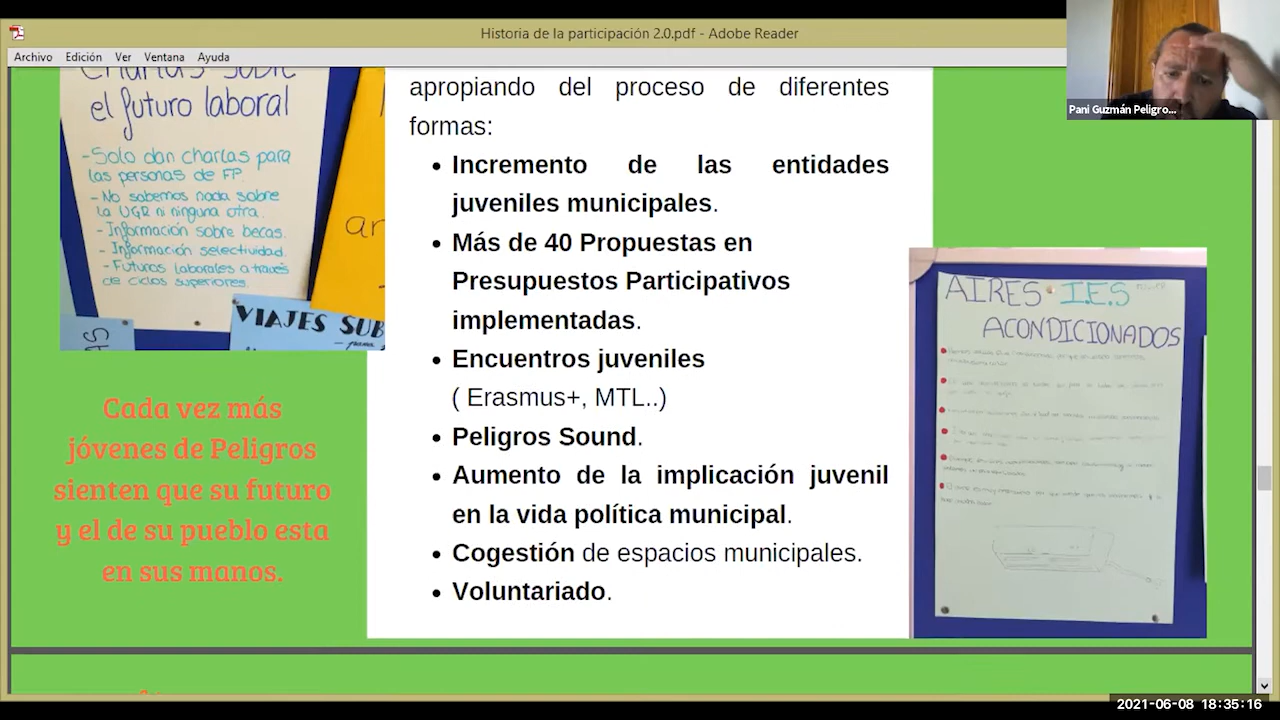 Historia de la participación 2.0.pdf - Adobe Reader
Archivo Edición Ver Ventana Ayuda
Pani Guzmán Peligro...
Charlas sobre
el futuro laboral
-Solo dan charlas para
las personas de FP.
-No sabemos nada sobre
la UGR ni ninguna otra.
-Información sobre becas.
-Información selectividad.
-Futuros laborales a través
de ciclos superiores.
VIAJES SUB
Cada vez más
jóvenes de Peligros
sienten que su futuro
y el de su pueblo esta
en sus manos.
apropiando del proceso de diferentes
formas:
• Incremento de las entidades
juveniles municipales.
• Más de 40 Propuestas en
Presupuestos Participativos
implementadas.
• Encuentros juveniles
( Erasmus+, MTL..)
• Peligros Sound.
• Aumento de la implicación juvenil
en la vida política municipal.
• Cogestión de espacios municipales.
• Voluntariado.
AIRES I.E.S
ACONDICIONADOS
2021-06-08 18:35:16